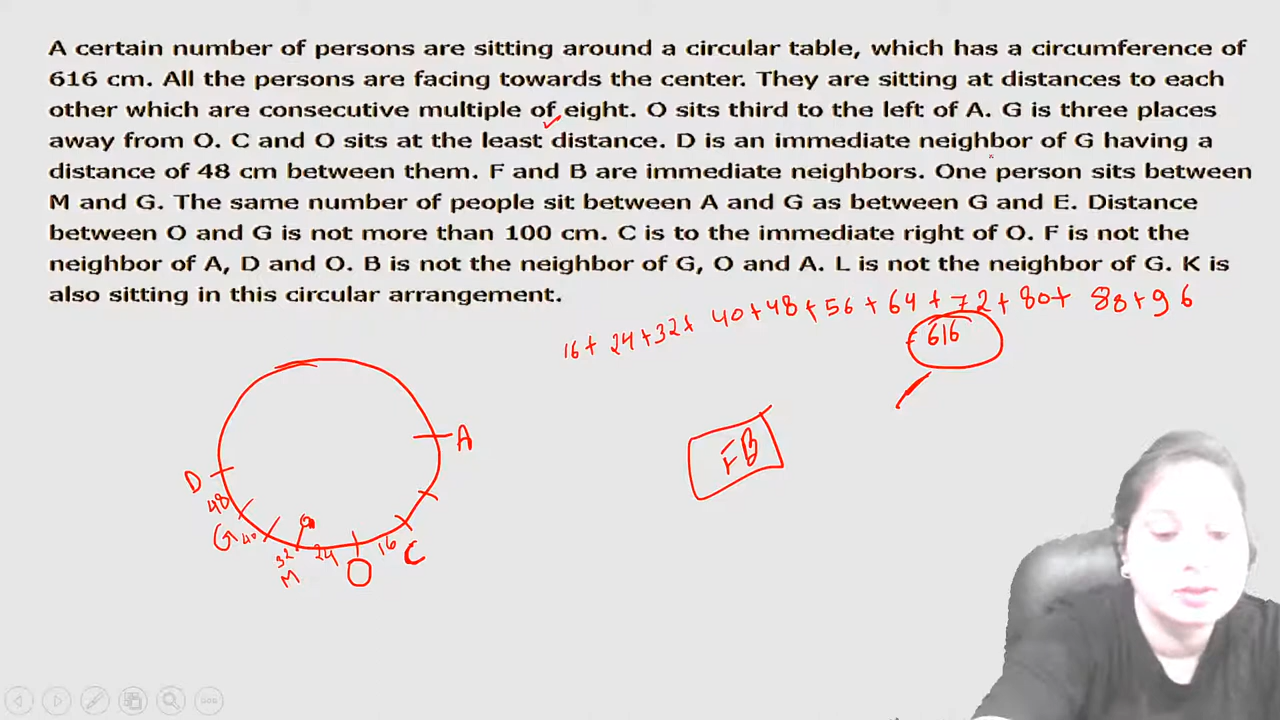 A certain number of persons are sitting around a circular table, which has a circumference of
616 cm. All the persons are facing towards the center. They are sitting at distances to each
other which are consecutive multiple of eight. O sits third to the left of A. G is three places
away from O. C and O sits at the least distance. D is an immediate neighbor of G having a
distance of 48 cm between them. F and B are immediate neighbors. One person sits between
M and G. The same number of people sit between A and G as between G and E. Distance
between O and G is not more than 100 cm. C is to the immediate right of O. F is not the
neighbor of A, D and O. B is not the neighbor of G, O and A. L is not the neighbor of G. K is
also sitting in this circular arrangement.
16+ 24+32+ 40+48+56+64+72+80+ 88+96
= 616
A
FB
D
48
G 40
32 24 16 C
M O